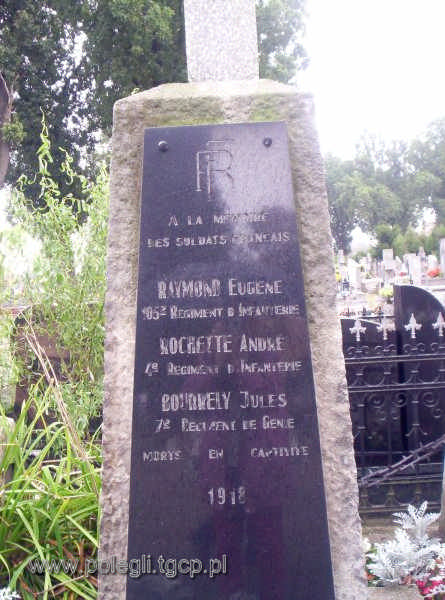 RF
A LA MEMOIRE
DES SOLDATS FRANCAIS
RAYMOND EUGENE
105E REGIMENT D INFANTERIE
ROCHETTE ANDRE
4E REGIMENT D INFANTERIE
BOURRELY JULES
7E REGIMENT DE GENIE
MORTS EN CAPTIVITE
1918
www.polegli.tgcp.pl